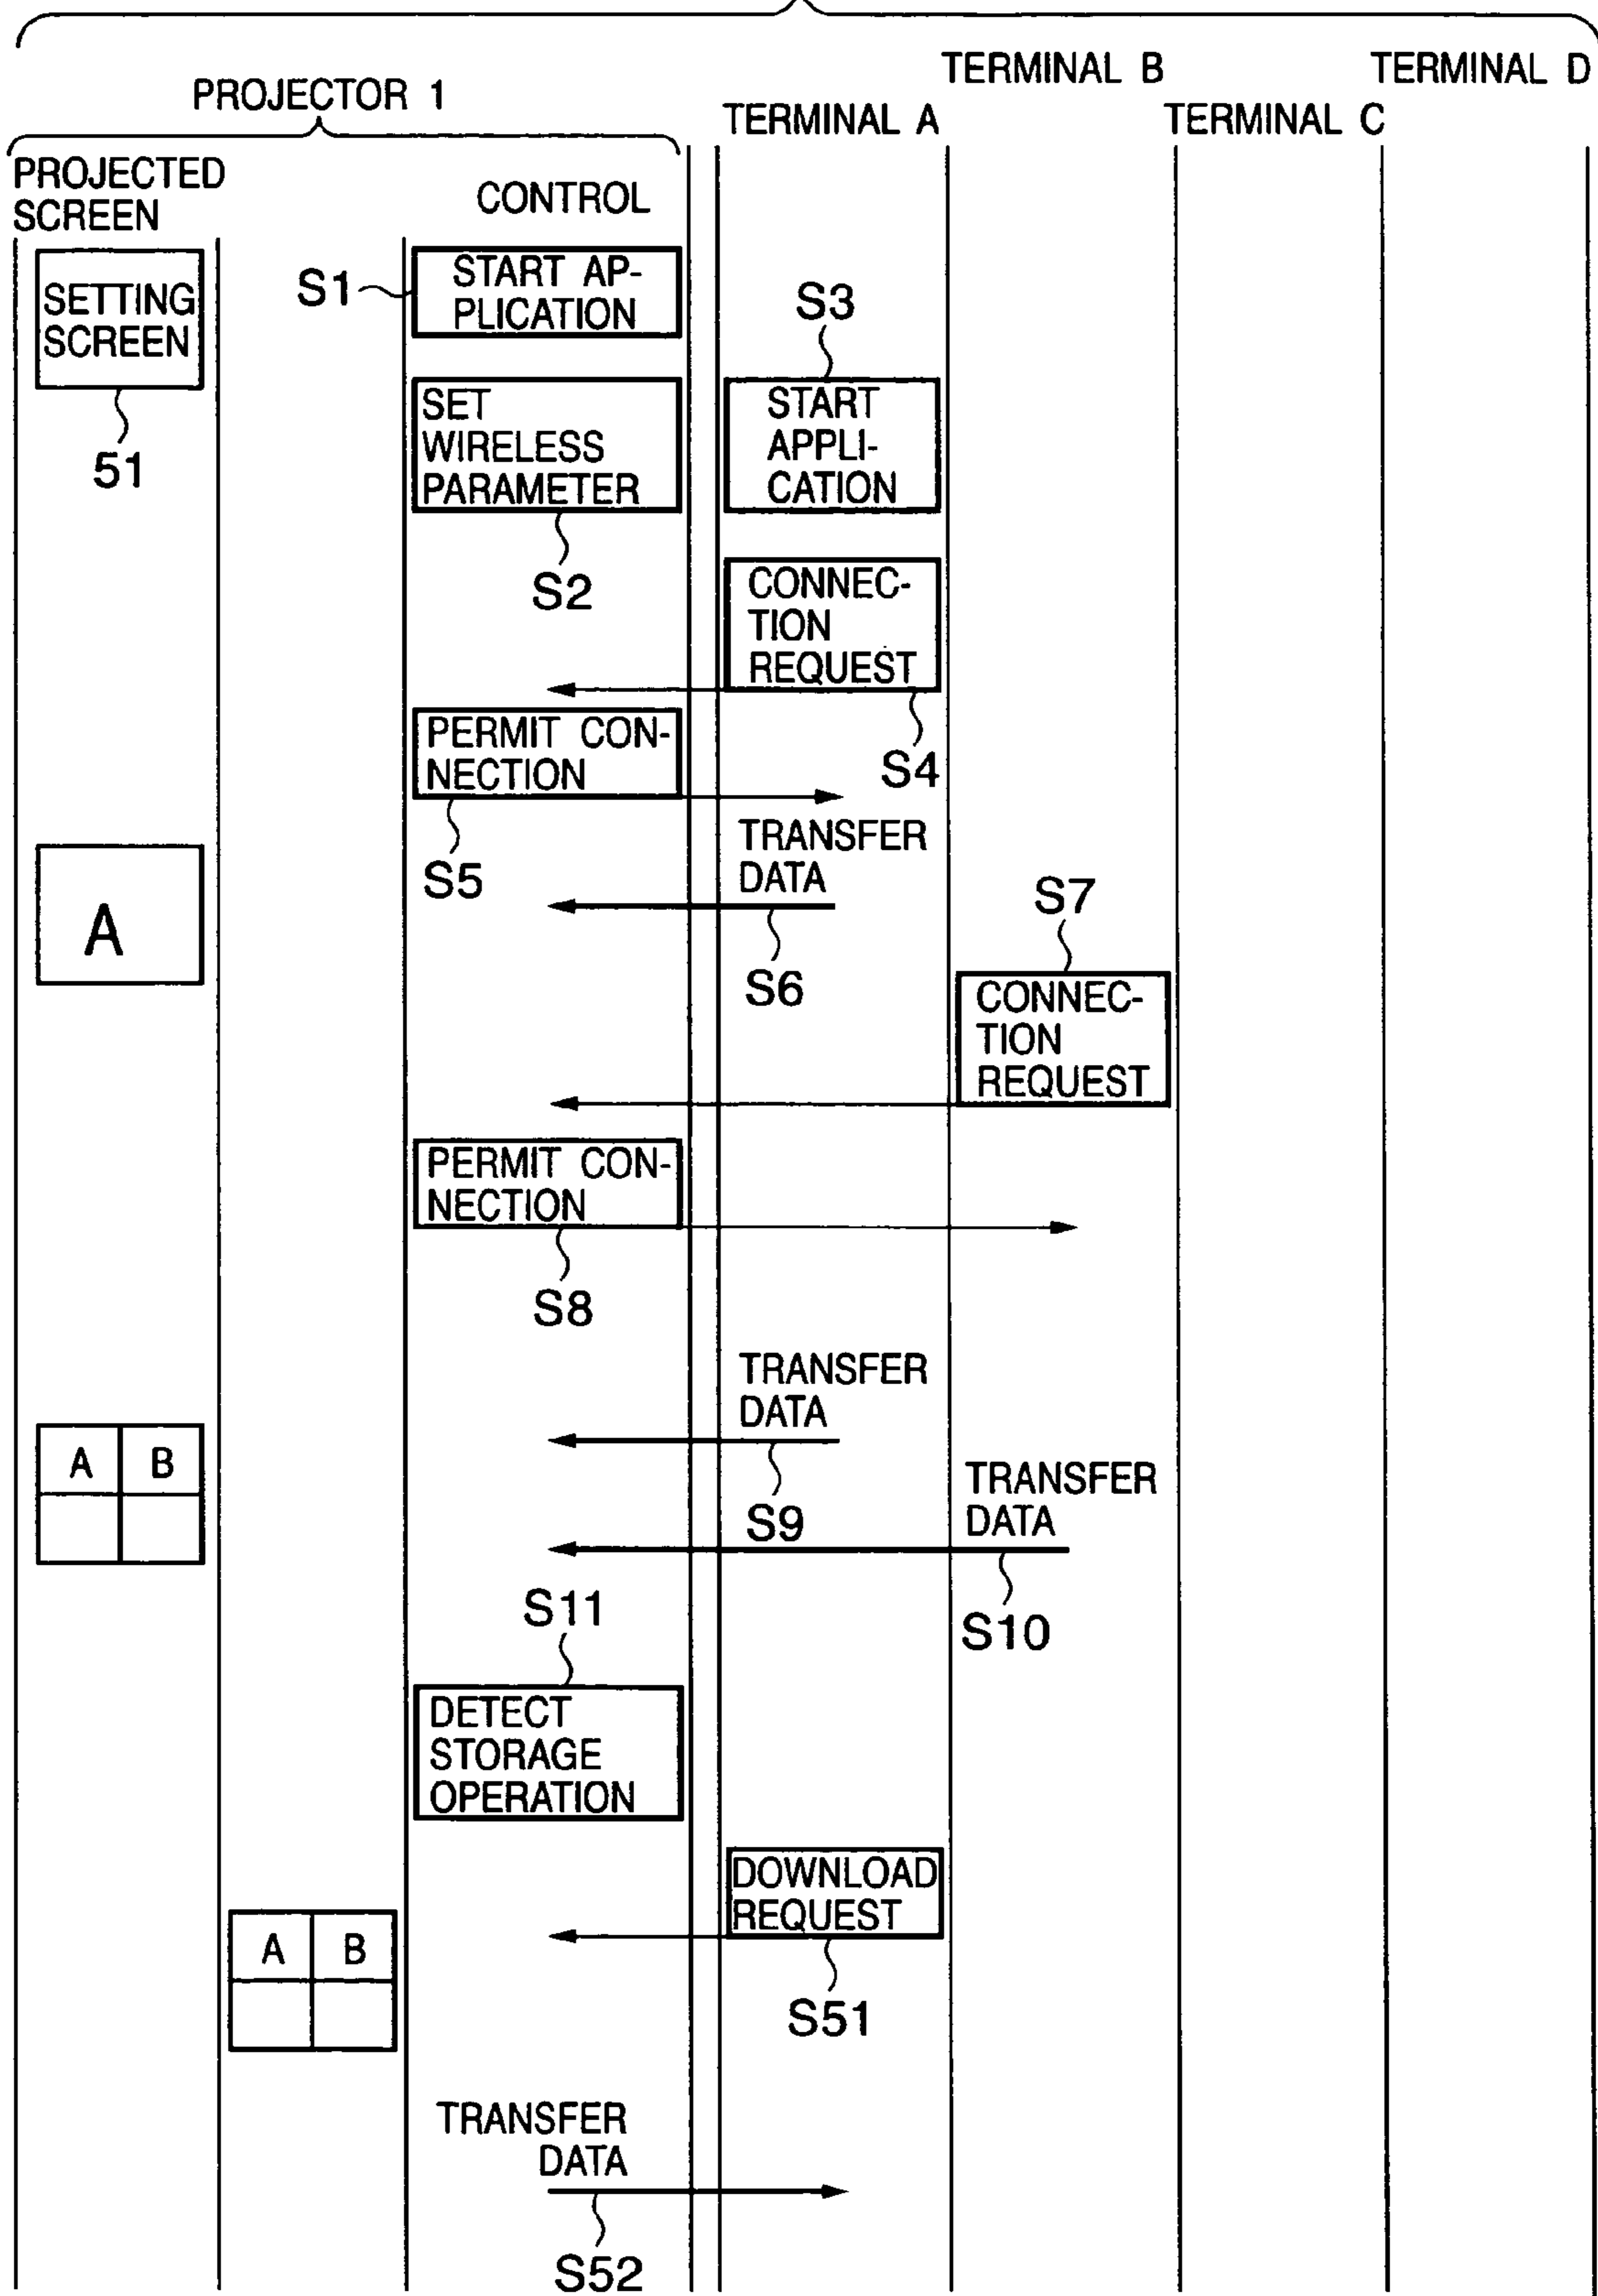 TERMINAL B
TERMINAL D
PROJECTOR 1
TERMINAL A
TERMINAL C
PROJECTED
SCREEN
CONTROL
SETTING
SCREEN
51
S1
START AP-
PLICATION
S3
SET
WIRELESS
PARAMETER
S2
START
APPLI-
CATION
CONNEC-
TION
REQUEST
S4
PERMIT CON-
NECTION
S5
TRANSFER
DATA
S6
A
S7
CONNEC-
TION
REQUEST
PERMIT CON-
NECTION
S8
TRANSFER
DATA
S9
A B
TRANSFER
DATA
S10
S11
DETECT
STORAGE
OPERATION
DOWNLOAD
REQUEST
S51
A B
TRANSFER
DATA
S52